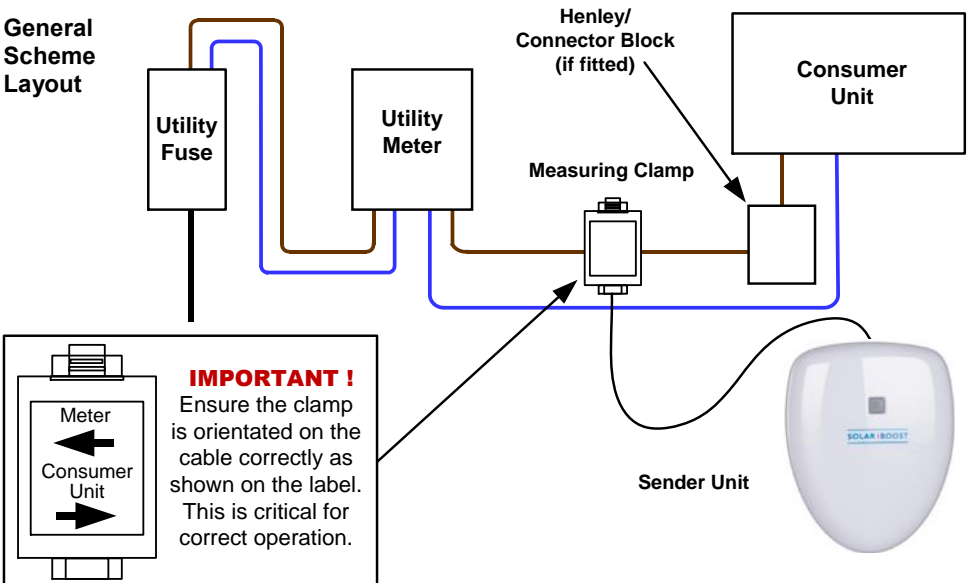 General
Scheme
Layout
Utility
Fuse
Utility
Meter
Henley/
Connector Block
(if fitted)
Consumer
Unit
Measuring Clamp
IMPORTANT !
Ensure the clamp
is orientated on the
cable correctly as
shown on the label.
This is critical for
correct operation.
Meter
Consumer
Unit
SOLAR iBOOST
Sender Unit